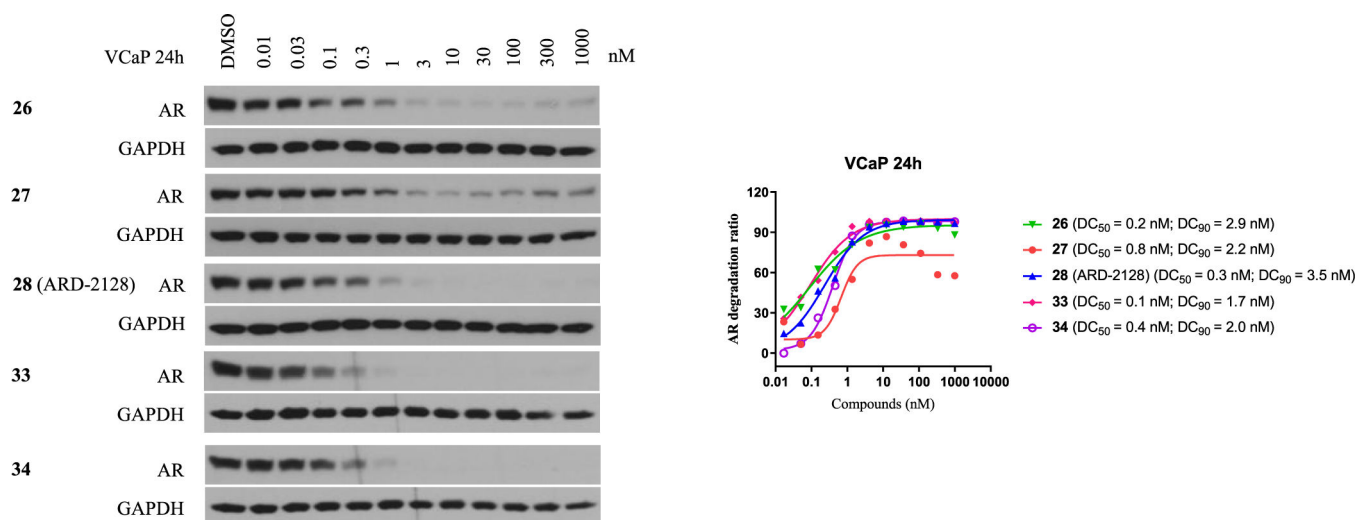 VCaP 24h DMSO 0.01 0.03 0.1 0.3 1 3 10 30 100 300 1000 nM
26 AR
GAPDH
27 AR
GAPDH
28 (ARD-2128) AR
GAPDH
33 AR
GAPDH
34 AR
GAPDH
VCaP 24h
AR degradation ratio
120
90
60
30
0
0.01 0.1 1 10 100 1000 10000
Compounds (nM)
26 (DC50 = 0.2 nM; DC90 = 2.9 nM)
27 (DC50 = 0.8 nM; DC90 = 2.2 nM)
28 (ARD-2128) (DC50 = 0.3 nM; DC90 = 3.5 nM)
33 (DC50 = 0.1 nM; DC90 = 1.7 nM)
34 (DC50 = 0.4 nM; DC90 = 2.0 nM)